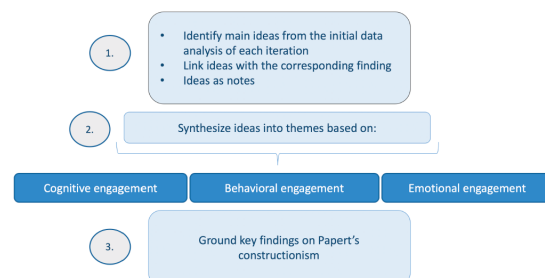 1.
• Identify main ideas from the initial data
analysis of each iteration
• Link ideas with the corresponding finding
• Ideas as notes
2.
Synthesize ideas into themes based on:
Cognitive engagement
Behavioral engagement
Emotional engagement
3.
Ground key findings on Papert's
constructionism